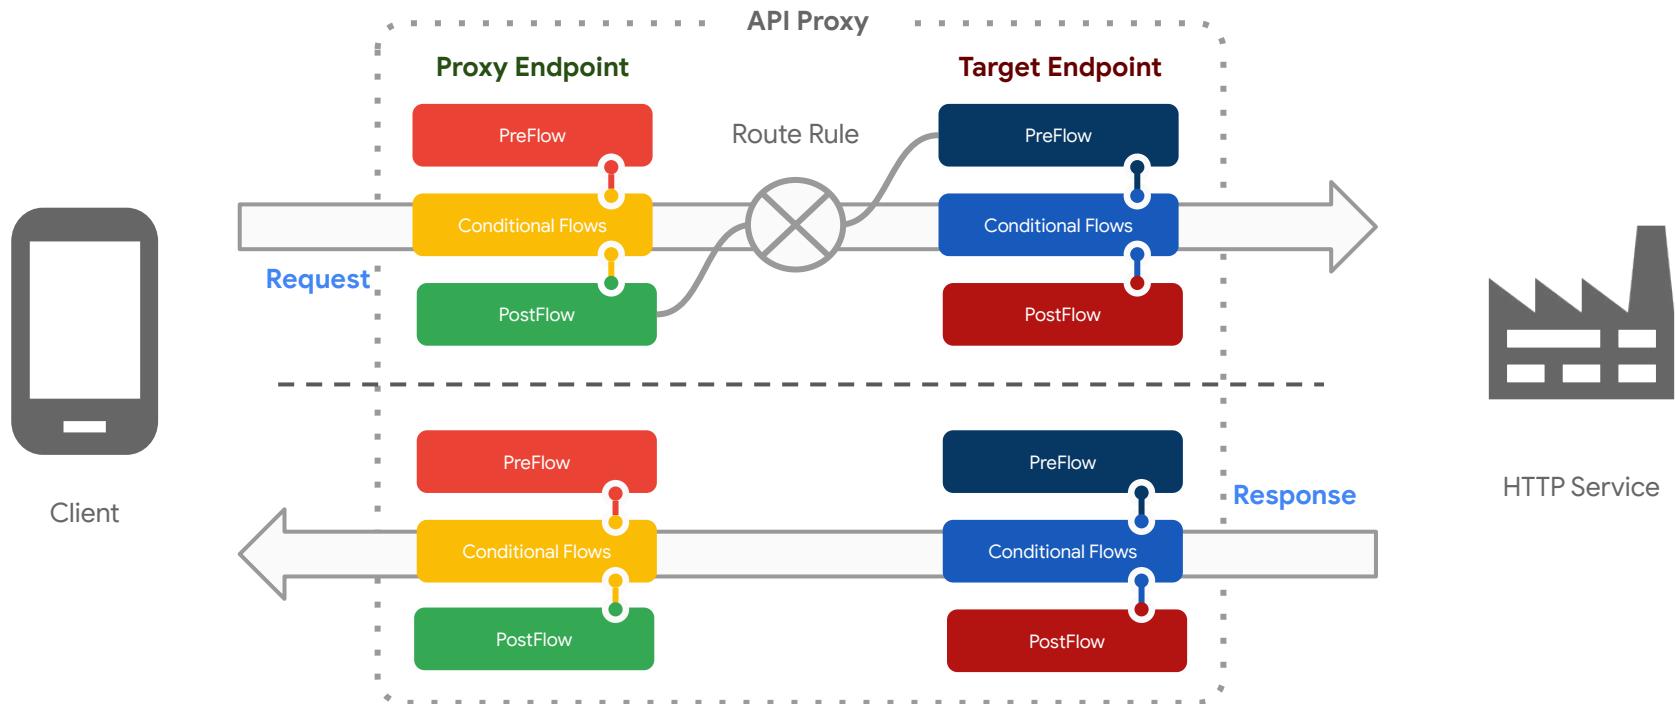 API Proxy
Proxy Endpoint
Target Endpoint
PreFlow
Route Rule
PreFlow
Conditional Flows
Conditional Flows
Request
PostFlow
PostFlow
PreFlow
PreFlow
Client
Response
HTTP Service
Conditional Flows
Conditional Flows
PostFlow
PostFlow